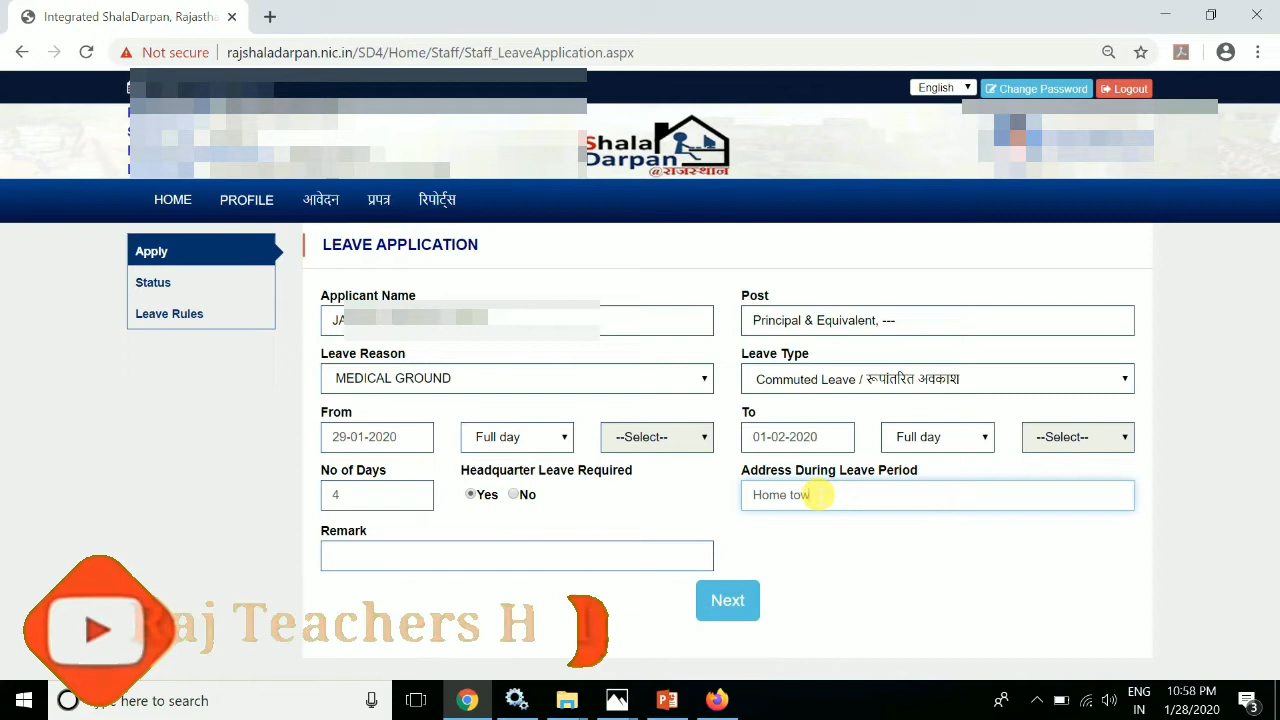 Integrated ShalaDarpan, Rajastha
Not secure
rajshaladarpan.nic.in/SD4/Home/Staff/Staff_LeaveApplication.aspx
English
Change Password
Logout
Shala
Darpan
@राजस्थान
HOME
PROFILE
आवेदन
प्रपत्र
रिपोर्ट्स
Apply
Status
Leave Rules
LEAVE APPLICATION
Applicant Name
Post
JA
Principal & Equivalent, ---
Leave Reason
Leave Type
MEDICAL GROUND
Commuted Leave / रूपांतरित अवकाश
From
To
29-01-2020
Full day
--Select--
01-02-2020
Full day
--Select--
No of Days
Headquarter Leave Required
Address During Leave Period
4
Yes
No
Home tow
Remark
Next
Raj Teachers H
here to search
ENG
IN
10:58 PM
1/28/2020
3